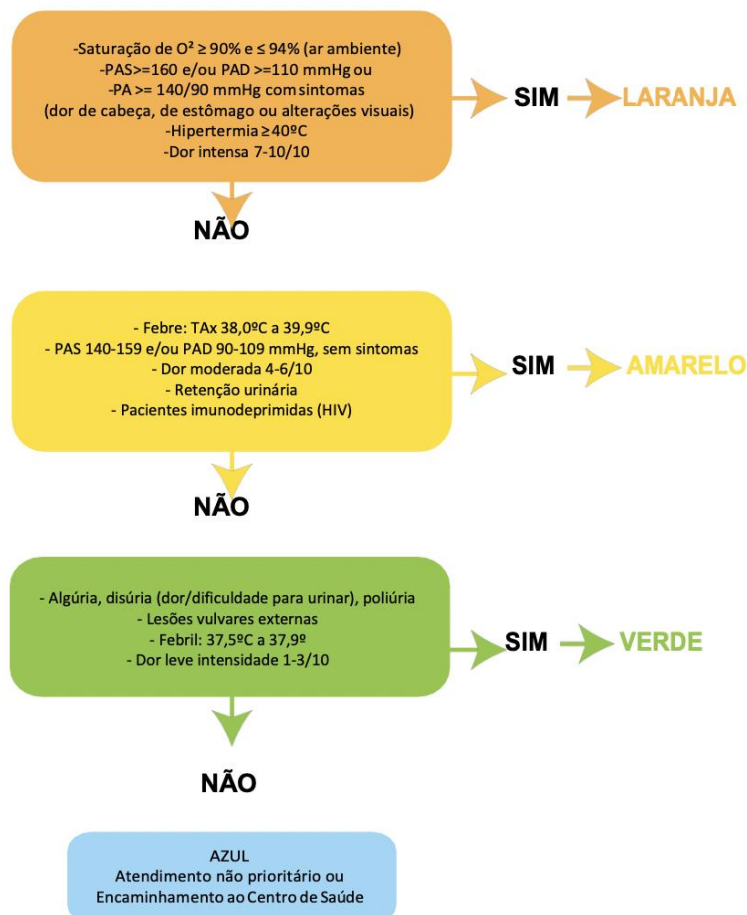 -Saturação de O² ≥ 90% e ≤ 94% (ar ambiente)
-PAS>=160 e/ou PAD >=110 mmHg ou
-PA >= 140/90 mmHg com sintomas
(dor de cabeça, de estômago ou alterações visuais)
-Hipertermia ≥40ºC
-Dor intensa 7-10/10
SIM
LARANJA
NÃO
- Febre: TAx 38,0ºC a 39,9ºC
- PAS 140-159 e/ou PAD 90-109 mmHg, sem sintomas
- Dor moderada 4-6/10
- Retenção urinária
- Pacientes imunodeprimidas (HIV)
SIM
AMARELO
NÃO
- Algúria, disúria (dor/dificuldade para urinar), poliúria
- Lesões vulvares externas
- Febril: 37,5ºC a 37,9º
- Dor leve intensidade 1-3/10
SIM
VERDE
NÃO
AZUL
Atendimento não prioritário ou
Encaminhamento ao Centro de Saúde